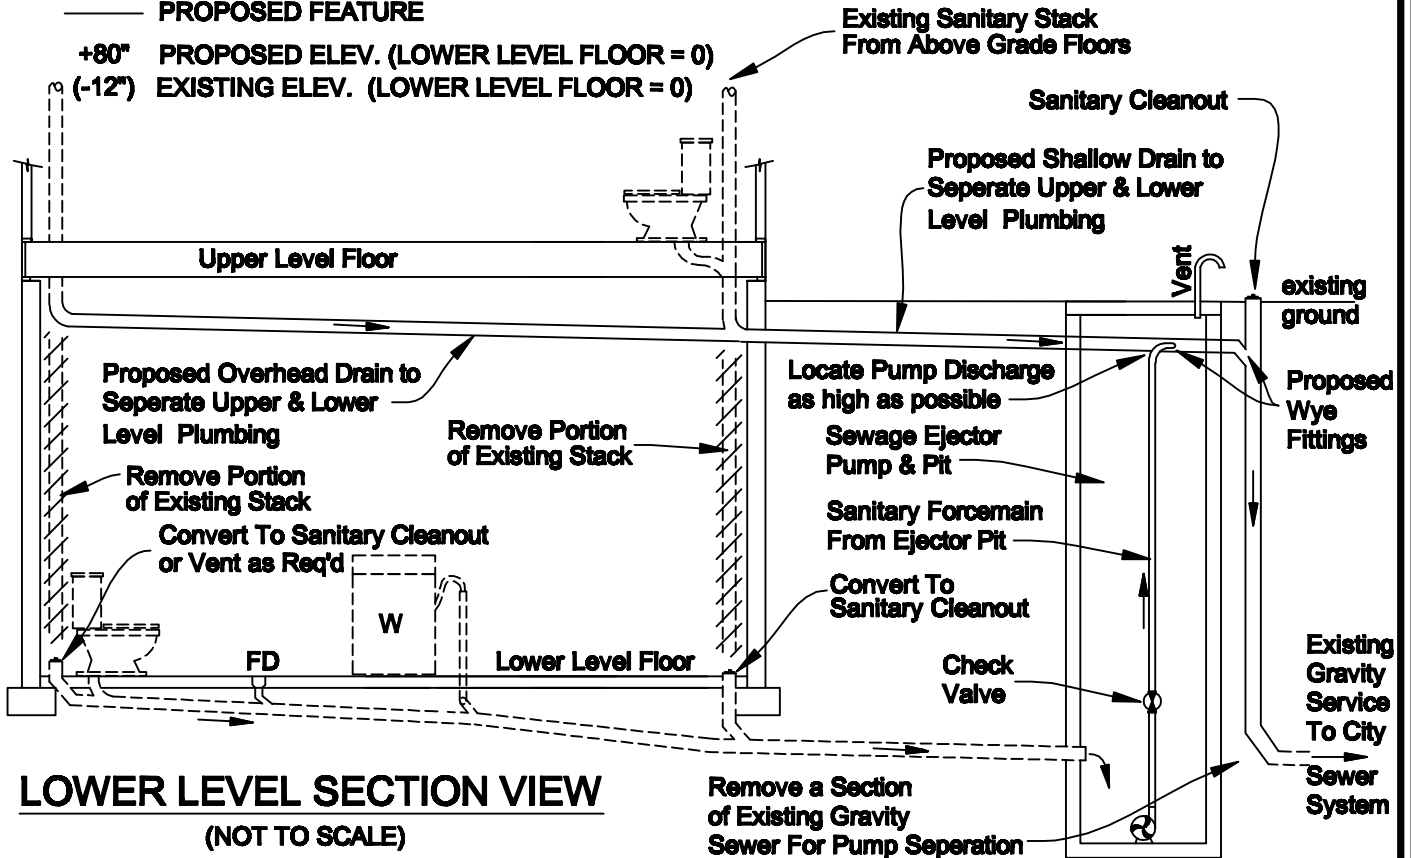 PROPOSED FEATURE
+80" PROPOSED ELEV. (LOWER LEVEL FLOOR = 0)
(-12") EXISTING ELEV. (LOWER LEVEL FLOOR = 0)
Existing Sanitary Stack
From Above Grade Floors
Sanitary Cleanout
Proposed Shallow Drain to
Seperate Upper & Lower
Level Plumbing
Upper Level Floor
Vent
existing
ground
Proposed Overhead Drain to
Seperate Upper & Lower
Level Plumbing
Locate Pump Discharge
as high as possible
Proposed
Wye
Fittings
Remove Portion
of Existing Stack
Sewage Ejector
Pump & Pit
Remove Portion
of Existing Stack
Sanitary Forcemain
From Ejector Pit
Convert To Sanitary Cleanout
or Vent as Req'd
Convert To
Sanitary Cleanout
W
FD
Lower Level Floor
Check
Valve
Existing
Gravity
Service
To City
Sewer
System
Remove a Section
of Existing Gravity
Sewer For Pump Seperation
LOWER LEVEL SECTION VIEW
(NOT TO SCALE)